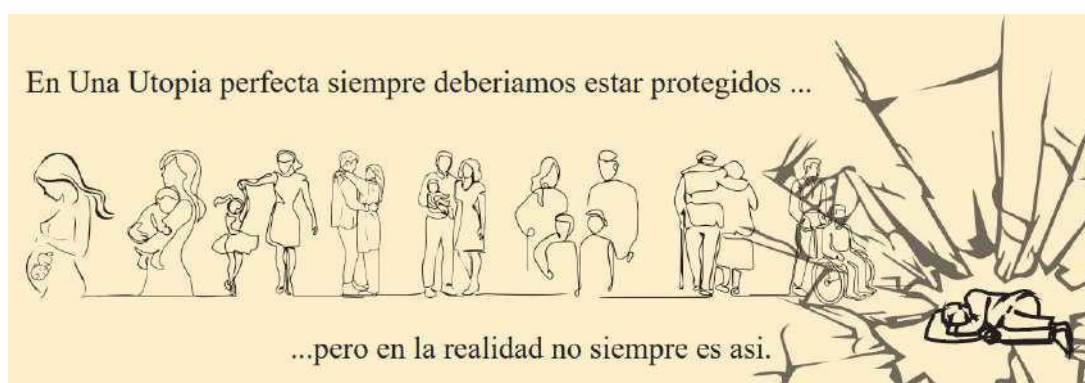 En Una Utopia perfecta siempre deberiamos estar protegidos ...
...pero en la realidad no siempre es asi.